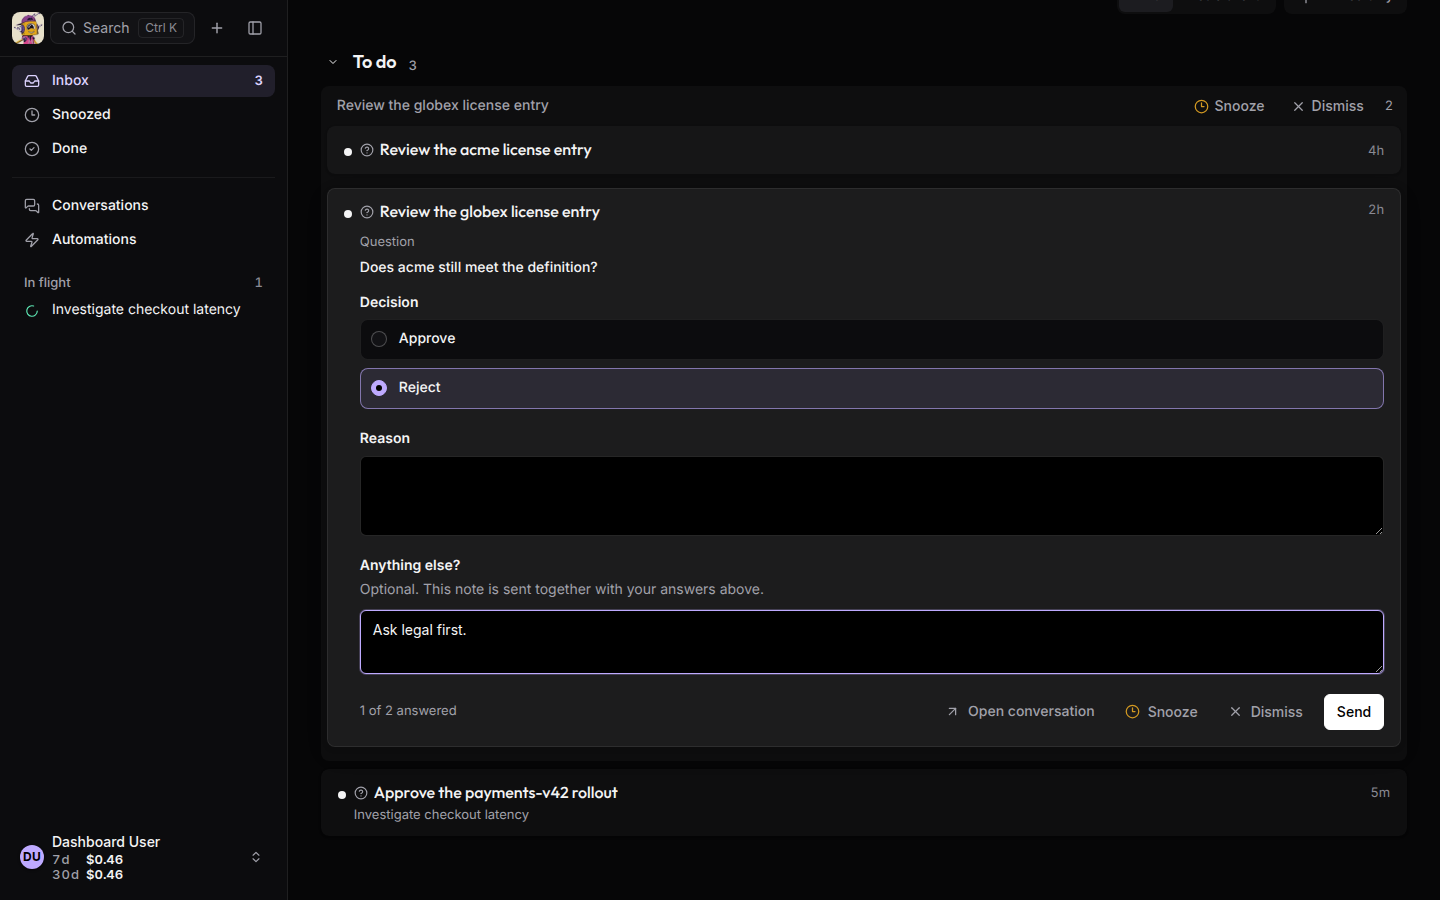 Search Ctrl K
Inbox 3
Snoozed
Done
Conversations
Automations
In flight 1
Investigate checkout latency
DU
Dashboard User
7d $0.46
30d $0.46
To do 3
Review the globex license entry Snooze Dismiss 2
Review the acme license entry 4h
Review the globex license entry 2h
Question
Does acme still meet the definition?
Decision
Approve
Reject
Reason
Anything else?
Optional. This note is sent together with your answers above.
Ask legal first.
1 of 2 answered Open conversation Snooze Dismiss Send
Approve the payments-v42 rollout 5m
Investigate checkout latency